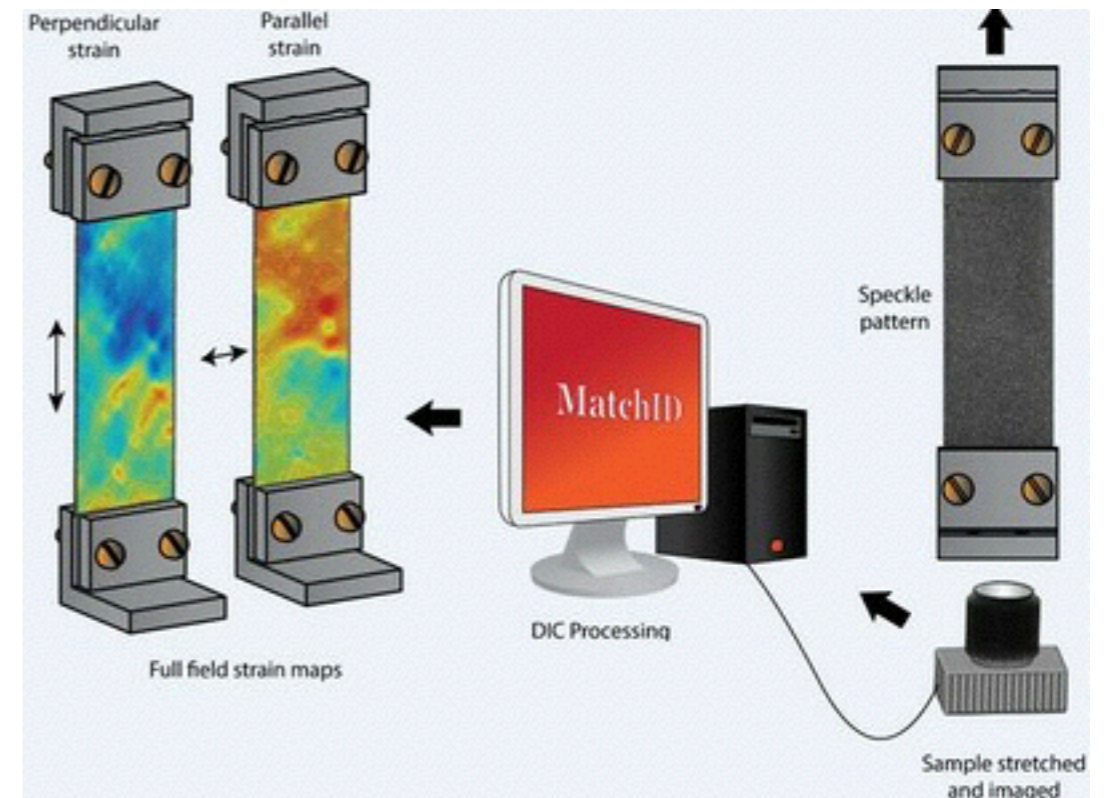 Perpendicular
strain
Parallel
strain
Speckle
pattern
MatchID
DIC Processing
Full field strain maps
Sample stretched
and imaged